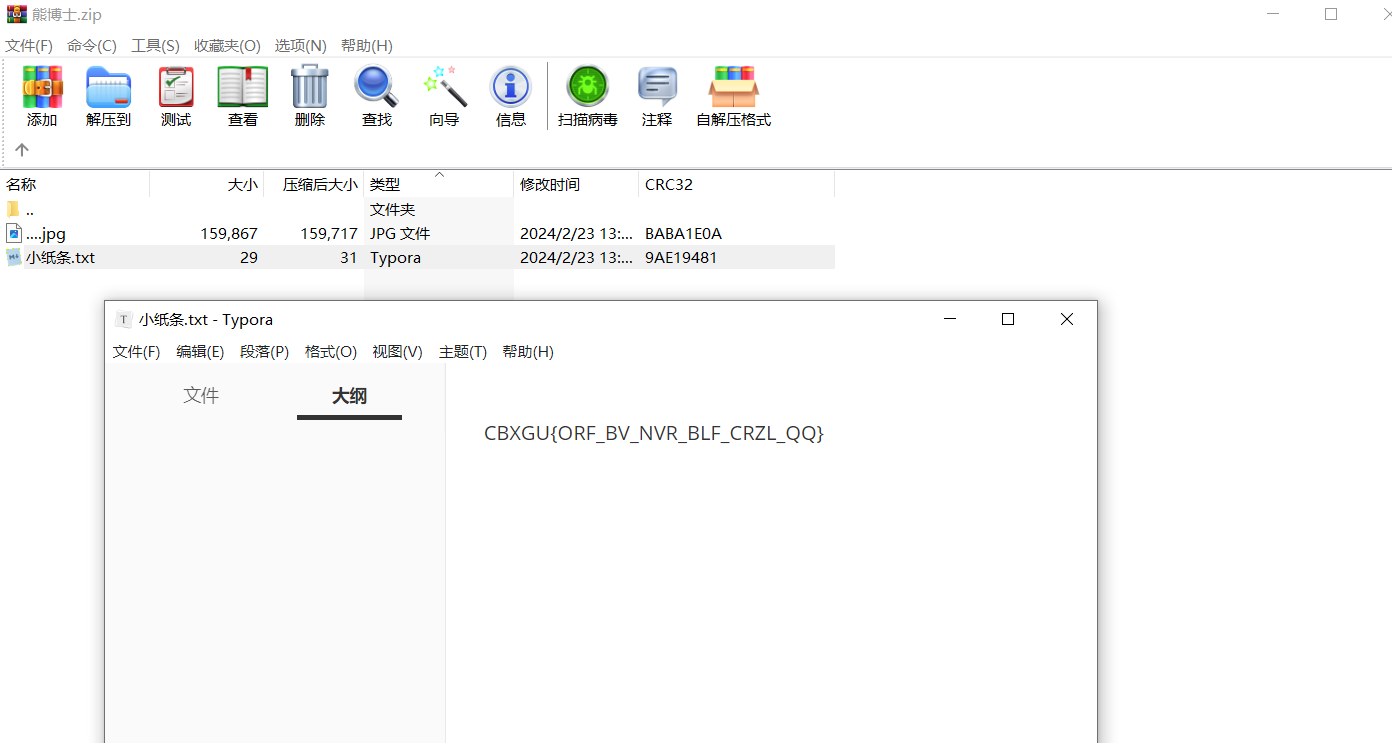 熊博士.zip
文件(F) 命令(C) 工具(S) 收藏夹(O) 选项(N) 帮助(H)
添加 解压到 测试 查看 删除 查找 向导 信息 扫描病毒 注释 自解压格式
名称 大小 压缩后大小 类型 修改时间 CRC32
.. 文件夹
....jpg 159,867 159,717 JPG 文件 2024/2/23 13:... BABA1E0A
小纸条.txt 29 31 Typora 2024/2/23 13:... 9AE19481
小纸条.txt - Typora
文件(F) 编辑(E) 段落(P) 格式(O) 视图(V) 主题(T) 帮助(H)
文件 大纲
CBXGU{ORF_BV_NVR_BLF_CRZL_QQ}